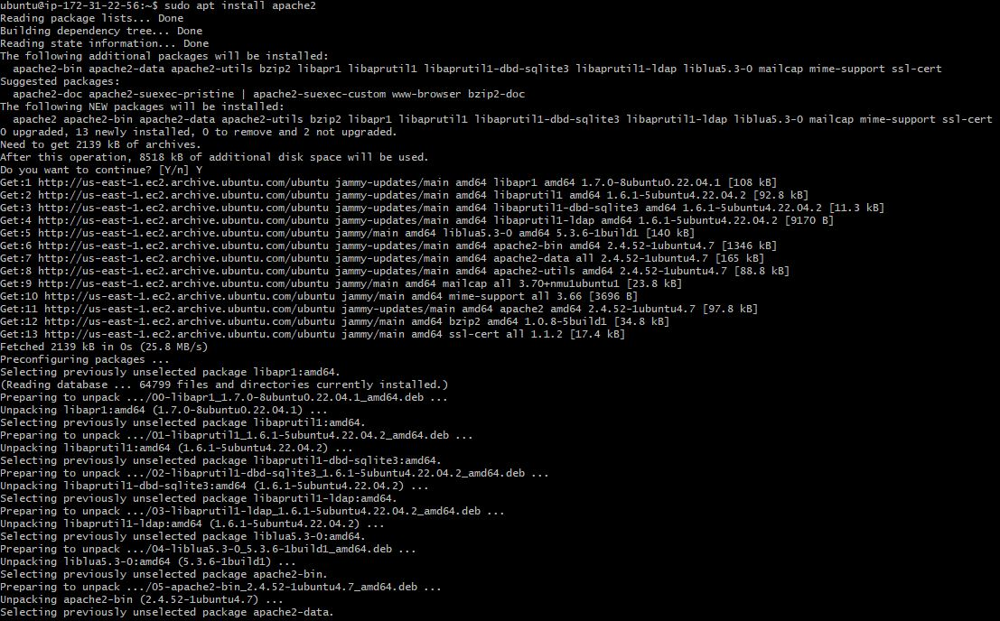 ubuntu@ip-172-31-22-56:~$ sudo apt install apache2
Reading package lists... Done
Building dependency tree... Done
Reading state information... Done
The following additional packages will be installed:
  apache2-bin apache2-data apache2-utils bzip2 libapr1 libaprutil1 libaprutil1-dbd-sqlite3 libaprutil1-ldap liblua5.3-0 mailcap mime-support ssl-cert
Suggested packages:
  apache2-doc apache2-suexec-pristine | apache2-suexec-custom www-browser bzip2-doc
The following NEW packages will be installed:
  apache2 apache2-bin apache2-data apache2-utils bzip2 libapr1 libaprutil1 libaprutil1-dbd-sqlite3 libaprutil1-ldap liblua5.3-0 mailcap mime-support ssl-cert
0 upgraded, 13 newly installed, 0 to remove and 2 not upgraded.
Need to get 2139 kB of archives.
After this operation, 8518 kB of additional disk space will be used.
Do you want to continue? [Y/n] Y
Get:1 http://us-east-1.ec2.archive.ubuntu.com/ubuntu jammy-updates/main amd64 libapr1 amd64 1.7.0-8ubuntu0.22.04.1 [108 kB]
Get:2 http://us-east-1.ec2.archive.ubuntu.com/ubuntu jammy-updates/main amd64 libaprutil1 amd64 1.6.1-5ubuntu4.22.04.2 [92.8 kB]
Get:3 http://us-east-1.ec2.archive.ubuntu.com/ubuntu jammy-updates/main amd64 libaprutil1-dbd-sqlite3 amd64 1.6.1-5ubuntu4.22.04.2 [11.3 kB]
Get:4 http://us-east-1.ec2.archive.ubuntu.com/ubuntu jammy-updates/main amd64 libaprutil1-ldap amd64 1.6.1-5ubuntu4.22.04.2 [9170 B]
Get:5 http://us-east-1.ec2.archive.ubuntu.com/ubuntu jammy/main amd64 liblua5.3-0 amd64 5.3.6-1build1 [140 kB]
Get:6 http://us-east-1.ec2.archive.ubuntu.com/ubuntu jammy-updates/main amd64 apache2-bin amd64 2.4.52-1ubuntu4.7 [1346 kB]
Get:7 http://us-east-1.ec2.archive.ubuntu.com/ubuntu jammy-updates/main amd64 apache2-data all 2.4.52-1ubuntu4.7 [165 kB]
Get:8 http://us-east-1.ec2.archive.ubuntu.com/ubuntu jammy-updates/main amd64 apache2-utils amd64 2.4.52-1ubuntu4.7 [88.8 kB]
Get:9 http://us-east-1.ec2.archive.ubuntu.com/ubuntu jammy/main amd64 mailcap all 3.70+nmu1ubuntu1 [23.8 kB]
Get:10 http://us-east-1.ec2.archive.ubuntu.com/ubuntu jammy/main amd64 mime-support all 3.66 [3696 B]
Get:11 http://us-east-1.ec2.archive.ubuntu.com/ubuntu jammy-updates/main amd64 apache2 amd64 2.4.52-1ubuntu4.7 [97.8 kB]
Get:12 http://us-east-1.ec2.archive.ubuntu.com/ubuntu jammy/main amd64 bzip2 amd64 1.0.8-5build1 [34.8 kB]
Get:13 http://us-east-1.ec2.archive.ubuntu.com/ubuntu jammy/main amd64 ssl-cert all 1.1.2 [17.4 kB]
Fetched 2139 kB in 0s (25.8 MB/s)
Preconfiguring packages ...
Selecting previously unselected package libapr1:amd64.
(Reading database ... 64799 files and directories currently installed.)
Preparing to unpack .../00-libapr1_1.7.0-8ubuntu0.22.04.1_amd64.deb ...
Unpacking libapr1:amd64 (1.7.0-8ubuntu0.22.04.1) ...
Selecting previously unselected package libaprutil1:amd64.
Preparing to unpack .../01-libaprutil1_1.6.1-5ubuntu4.22.04.2_amd64.deb ...
Unpacking libaprutil1:amd64 (1.6.1-5ubuntu4.22.04.2) ...
Selecting previously unselected package libaprutil1-dbd-sqlite3:amd64.
Preparing to unpack .../02-libaprutil1-dbd-sqlite3_1.6.1-5ubuntu4.22.04.2_amd64.deb ...
Unpacking libaprutil1-dbd-sqlite3:amd64 (1.6.1-5ubuntu4.22.04.2) ...
Selecting previously unselected package libaprutil1-ldap:amd64.
Preparing to unpack .../03-libaprutil1-ldap_1.6.1-5ubuntu4.22.04.2_amd64.deb ...
Unpacking libaprutil1-ldap:amd64 (1.6.1-5ubuntu4.22.04.2) ...
Selecting previously unselected package liblua5.3-0:amd64.
Preparing to unpack .../04-liblua5.3-0_5.3.6-1build1_amd64.deb ...
Unpacking liblua5.3-0:amd64 (5.3.6-1build1) ...
Selecting previously unselected package apache2-bin.
Preparing to unpack .../05-apache2-bin_2.4.52-1ubuntu4.7_amd64.deb ...
Unpacking apache2-bin (2.4.52-1ubuntu4.7) ...
Selecting previously unselected package apache2-data.